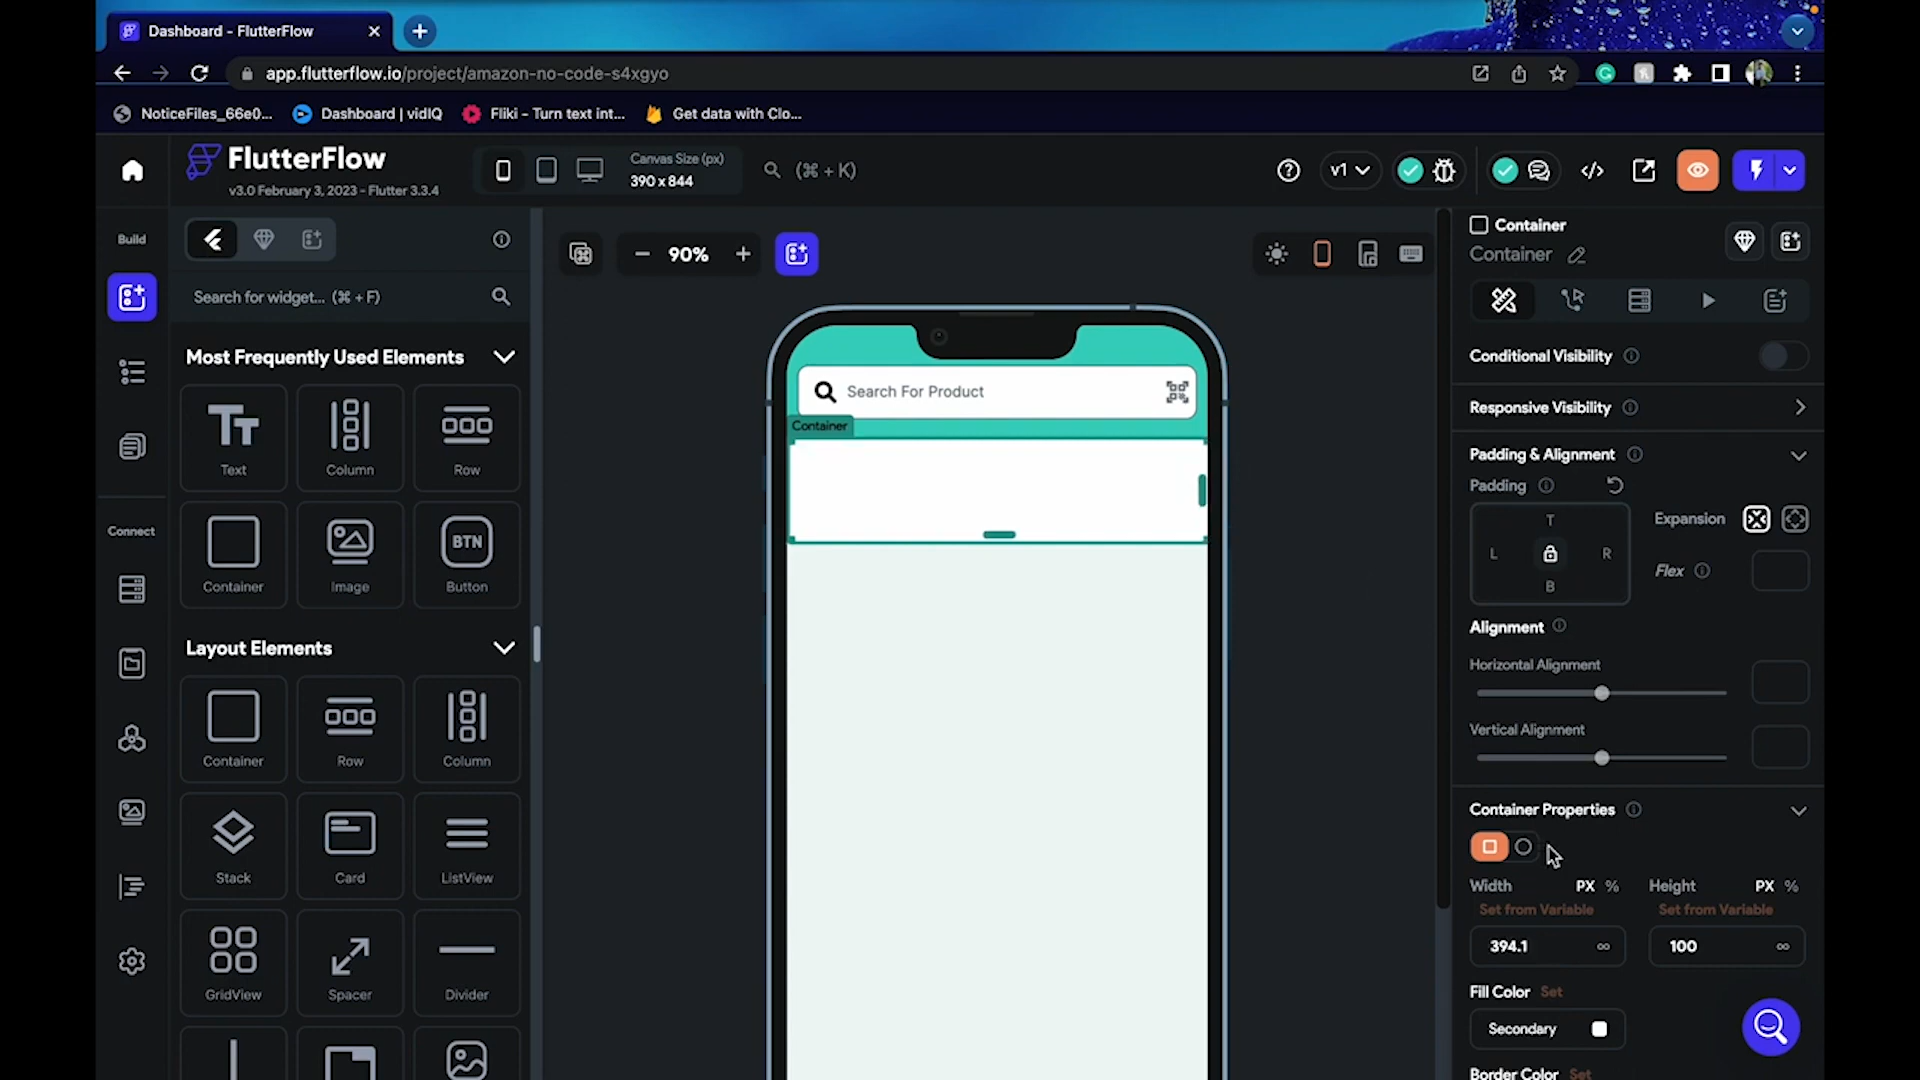 Dashboard - FlutterFlow
app.flutterflow.io/project/amazon-no-code-s4xgyo
NoticeFiles_66e0...
Dashboard | vidIQ
Fliki - Turn text int...
Get data with Clo...
FlutterFlow
v3.0 February 3, 2023 - Flutter 3.3.4
Canvas Size (px)
390 x 844
(⌘ + K)
v1
Build
Connect
Search for widget... (⌘ + F)
Most Frequently Used Elements
Text
Column
Row
Container
Image
BTN
Button
Layout Elements
Container
Row
Column
Stack
Card
ListView
GridView
Spacer
Divider
90%
Search For Product
Container
Container
Container
Conditional Visibility
Responsive Visibility
Padding & Alignment
Padding
T
L
R
B
Expansion
Flex
Alignment
Horizontal Alignment
Vertical Alignment
Container Properties
Width PX %
Height PX %
Set from Variable
Set from Variable
394.1 ∞
100 ∞
Fill Color Set
Secondary
Border Color Set